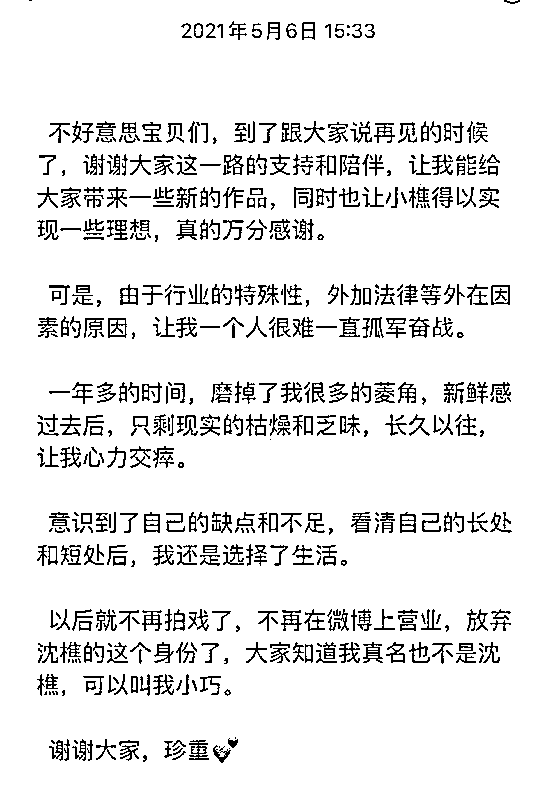 2021年5月6日 15:33
不好意思宝贝们，到了跟大家说再见的时候
了，谢谢大家这一路的支持和陪伴，让我能给
大家带来一些新的作品，同时也让小樵得以实
现一些理想，真的万分感谢。
可是，由于行业的特殊性，外加法律等外在因
素的原因，让我一个人很难一直孤军奋战。
一年多的时间，磨掉了我很多的菱角，新鲜感
过去后，只剩现实的枯燥和乏味，长久以往，
让我心力交瘁。
意识到了自己的缺点和不足，看清自己的长处
和短处后，我还是选择了生活。
以后就不再拍戏了，不再在微博上营业，放弃
沈樵的这个身份了，大家知道我真名也不是沈
樵，可以叫我小巧。
谢谢大家，珍重💕